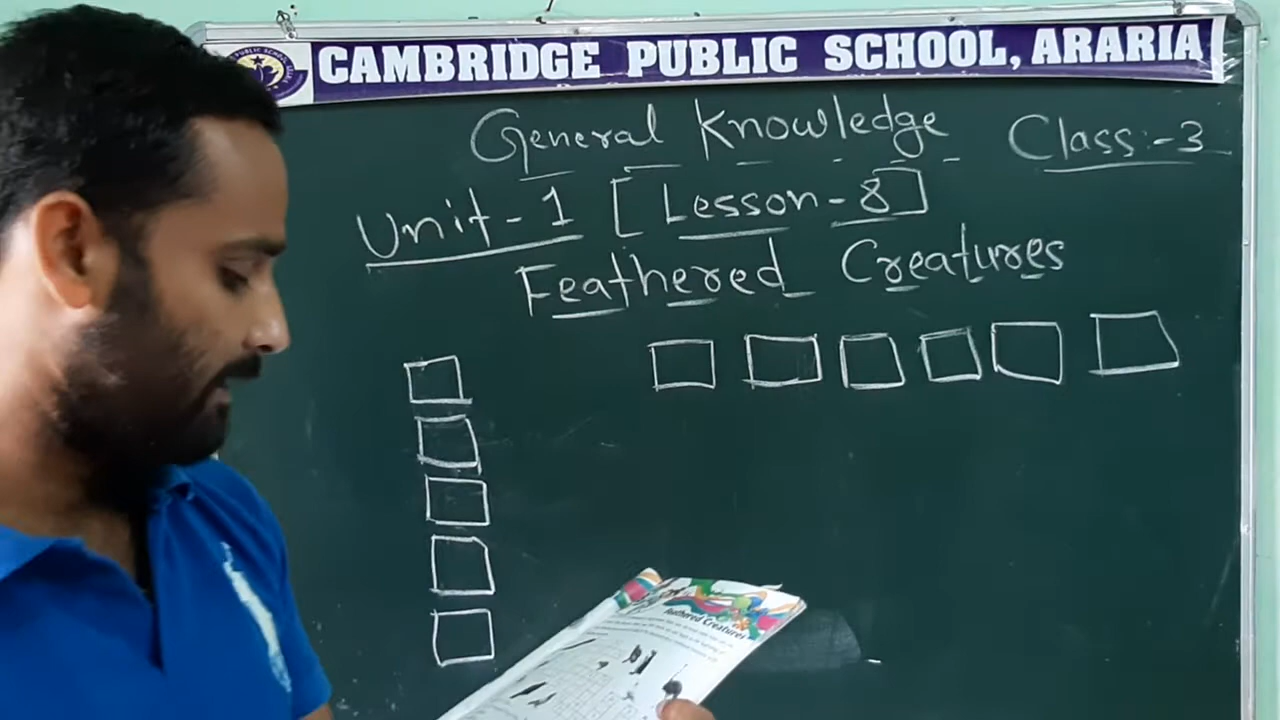 CAMBRIDGE PUBLIC SCHOOL, ARARIA
General Knowledge Class:-3
Unit-1 [Lesson-8]
Feathered Creatures
Feathered Creatures